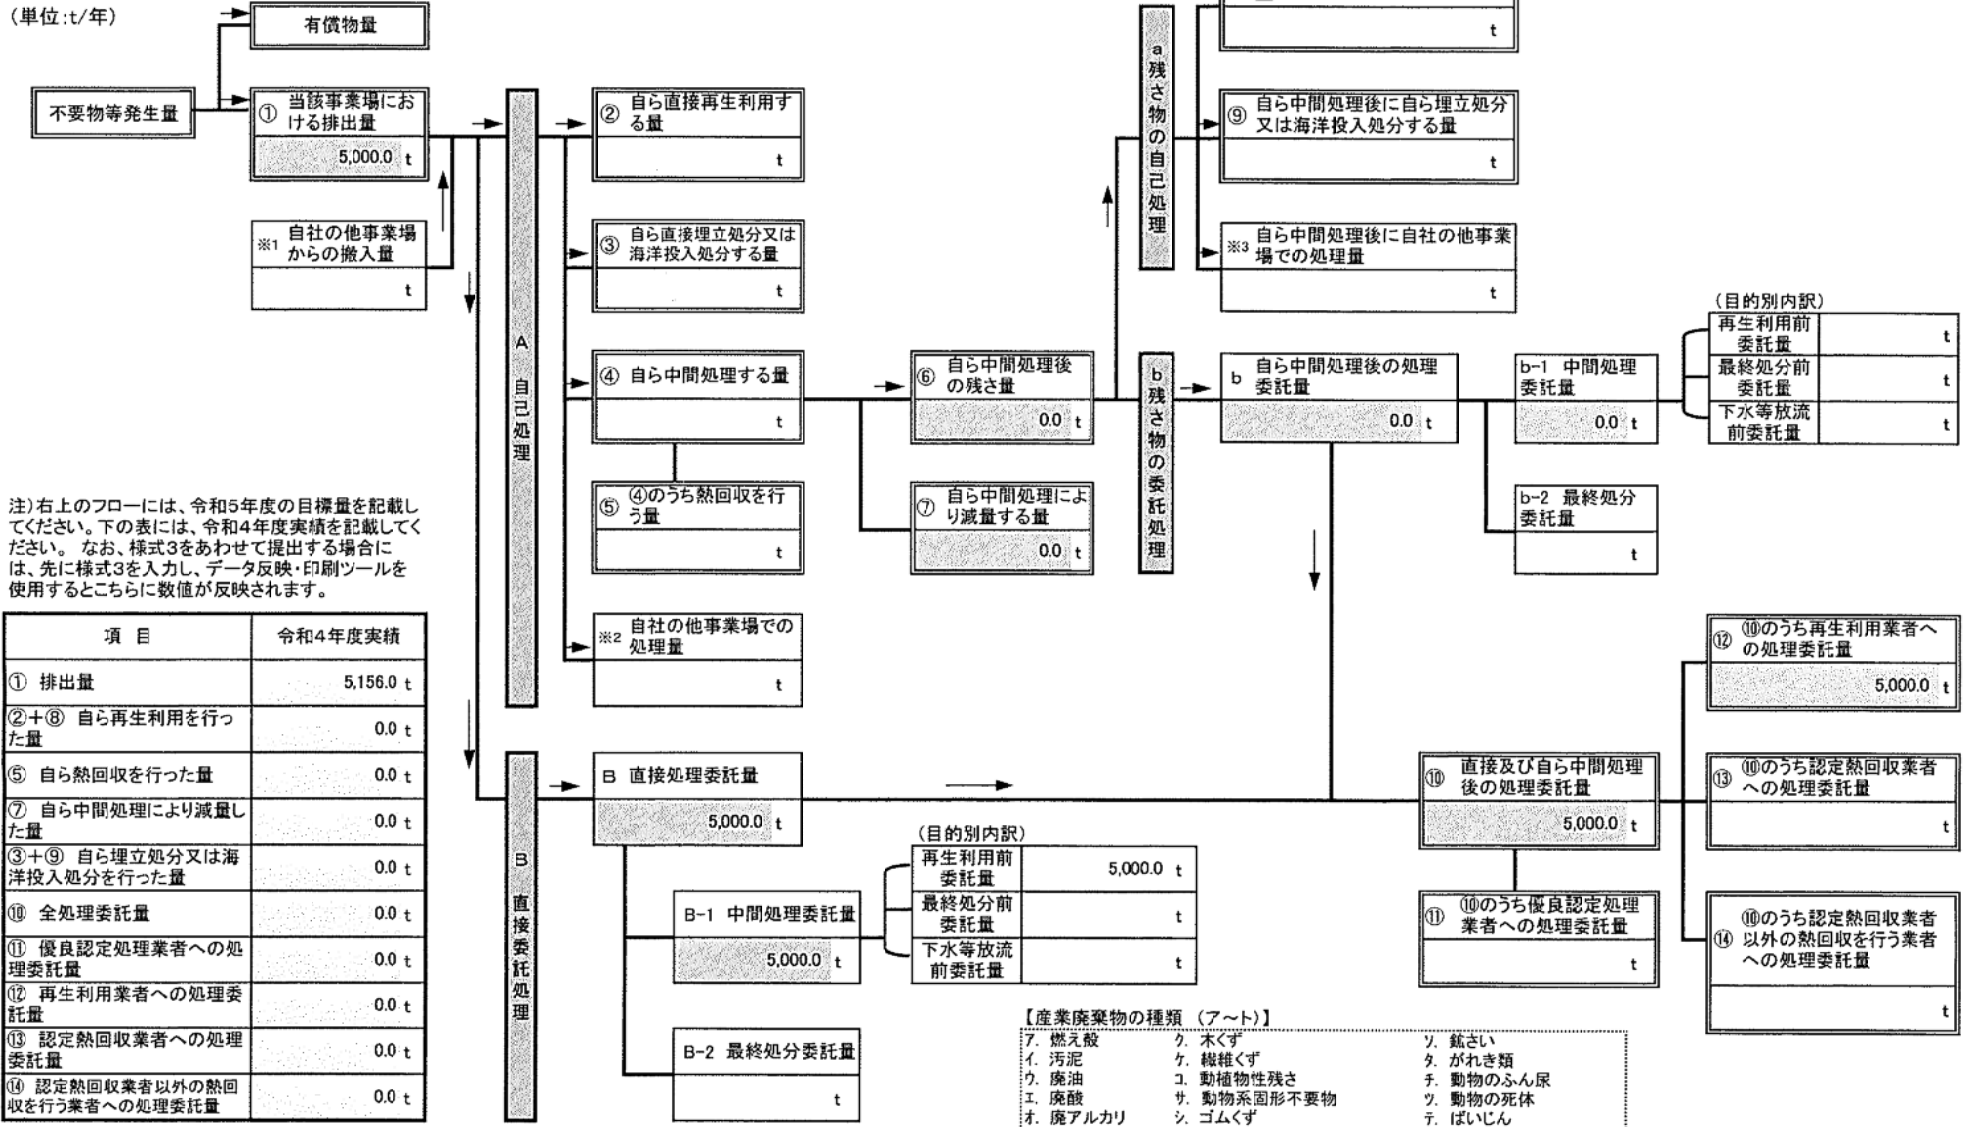 (単位:t/年)
有償物量
不要物等発生量
① 当該事業場にお
ける排出量
5,000.0 t
※1 自社の他事業場
からの搬入量
t
A 自己処理
② 自ら直接再生利用す
る量
t
③ 自ら直接埋立処分又は
海洋投入処分する量
t
④ 自ら中間処理する量
t
⑤ ④のうち熱回収を行
う量
t
※2 自社の他事業場での
処理量
t
⑥ 自ら中間処理後
の残さ量
0.0 t
⑦ 自ら中間処理によ
り減量する量
0.0 t
a 残さ物の自己処理
t
⑨ 自ら中間処理後に自ら埋立処分
又は海洋投入処分する量
t
※3 自ら中間処理後に自社の他事業
場での処理量
t
b 残さ物の委託処理
b 自ら中間処理後の処理
委託量
0.0 t
b-1 中間処理
委託量
0.0 t
(目的別内訳)
再生利用前
委託量
t
最終処分前
委託量
t
下水等放流
前委託量
t
b-2 最終処分
委託量
t
注)右上のフローには、令和5年度の目標量を記載し
てください。下の表には、令和4年度実績を記載してく
ださい。 なお、様式3をあわせて提出する場合に
は、先に様式3を入力し、データ反映・印刷ツールを
使用するとこちらに数値が反映されます。
項 目 令和4年度実績
① 排出量 5,156.0 t
②+⑧ 自ら再生利用を行っ
た量 0.0 t
⑤ 自ら熱回収を行った量 0.0 t
⑦ 自ら中間処理により減量し
た量 0.0 t
③+⑨ 自ら埋立処分又は海
洋投入処分を行った量 0.0 t
⑩ 全処理委託量 0.0 t
⑪ 優良認定処理業者への処
理委託量 0.0 t
⑫ 再生利用業者への処理委
託量 0.0 t
⑬ 認定熱回収業者への処理
委託量 0.0 t
⑭ 認定熱回収業者以外の熱回
収を行う業者への処理委託量 0.0 t
B 直接委託処理
B 直接処理委託量
5,000.0 t
B-1 中間処理委託量
5,000.0 t
(目的別内訳)
再生利用前
委託量
5,000.0 t
最終処分前
委託量
t
下水等放流
前委託量
t
B-2 最終処分委託量
t
⑩ 直接及び自ら中間処理
後の処理委託量
5,000.0 t
⑪ ⑩のうち優良認定処理
業者への処理委託量
t
⑫ ⑩のうち再生利用業者へ
の処理委託量
5,000.0 t
⑬ ⑩のうち認定熱回収業者
への処理委託量
t
⑭ ⑩のうち認定熱回収業者
以外の熱回収を行う業者
への処理委託量
t
【産業廃棄物の種類 (ア~ト)】
ア. 燃え殻 ク. 木くず ソ. 鉱さい
イ. 汚泥 ケ. 繊維くず タ. がれき類
ウ. 廃油 コ. 動植物性残さ チ. 動物のふん尿
エ. 廃酸 サ. 動物系固形不要物 ツ. 動物の死体
オ. 廃アルカリ シ. ゴムくず テ. ばいじん